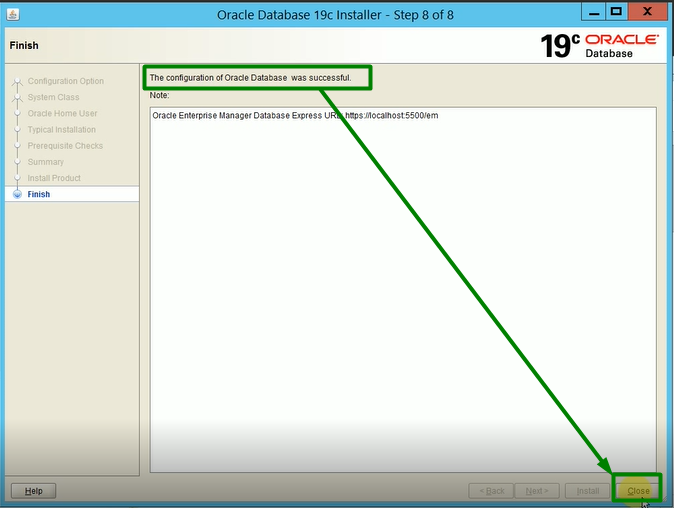 Oracle Database 19c Installer - Step 8 of 8
Finish
19c ORACLE
Database
Configuration Option
System Class
Oracle Home User
Typical Installation
Prerequisite Checks
Summary
Install Product
Finish
The configuration of Oracle Database was successful.
Note:
Oracle Enterprise Manager Database Express URL: https://localhost:5500/em
Help
< Back
Next >
Install
Close